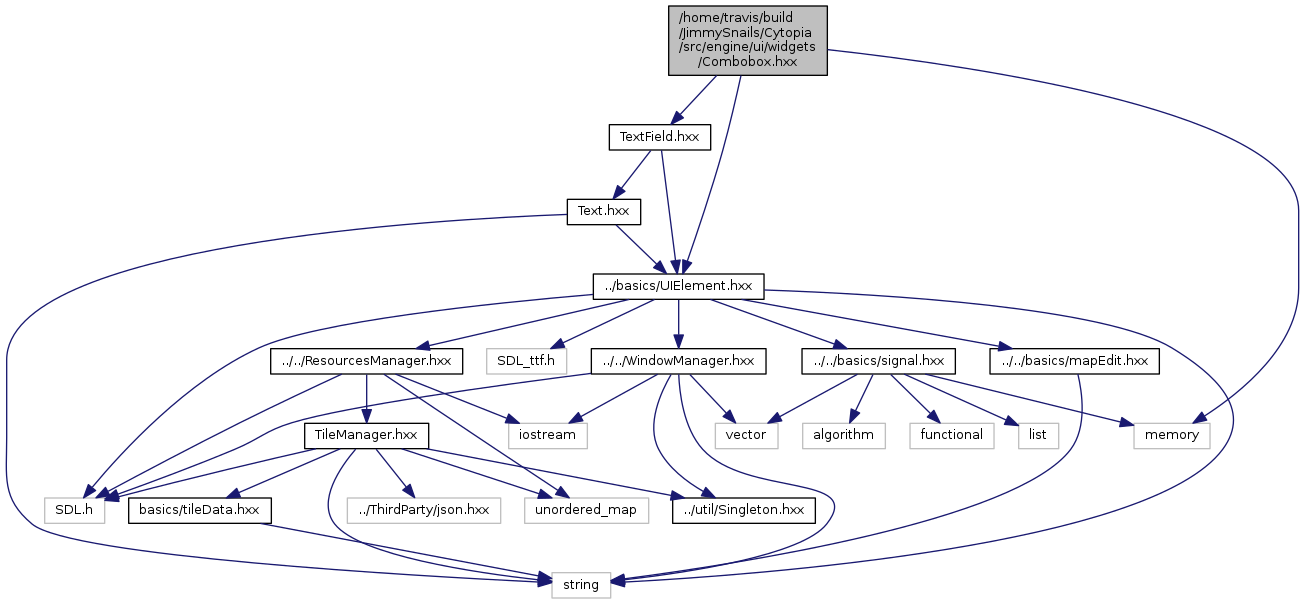 /home/travis/build
/JimmySnails/Cytopia
/src/engine/ui/widgets
/Combobox.hxx
TextField.hxx
Text.hxx
../basics/UIElement.hxx
../../ResourcesManager.hxx
SDL_ttf.h
../../WindowManager.hxx
../../basics/signal.hxx
../../basics/mapEdit.hxx
TileManager.hxx
iostream
vector
algorithm
functional
list
memory
SDL.h
basics/tileData.hxx
../ThirdParty/json.hxx
unordered_map
../util/Singleton.hxx
string